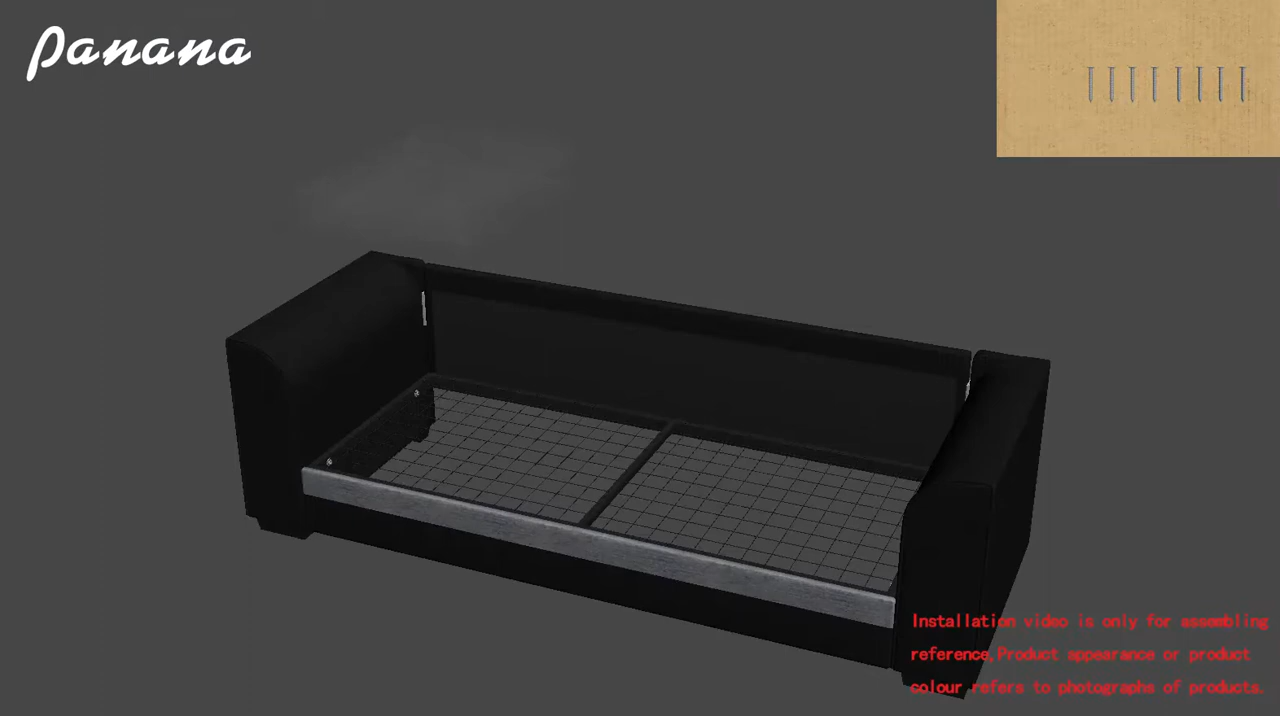 Panana
Installation video is only for assembling
reference,Product appearance or product
colour refers to photographs of products.